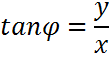 tanφ = y/x